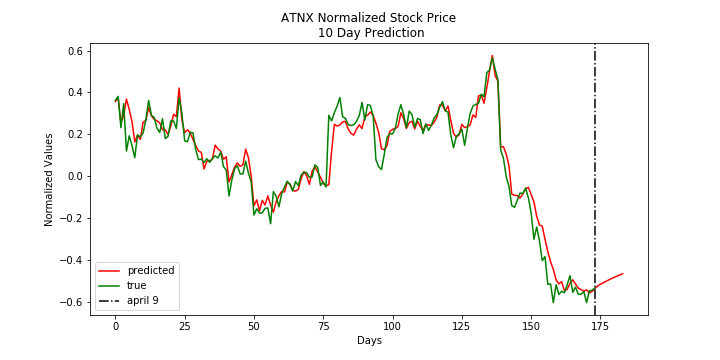 ATNX Normalized Stock Price
10 Day Prediction
Normalized Values
0.6
0.4
0.2
0.0
−0.2
−0.4
−0.6
predicted
true
april 9
0
25
50
75
100
125
150
175
Days